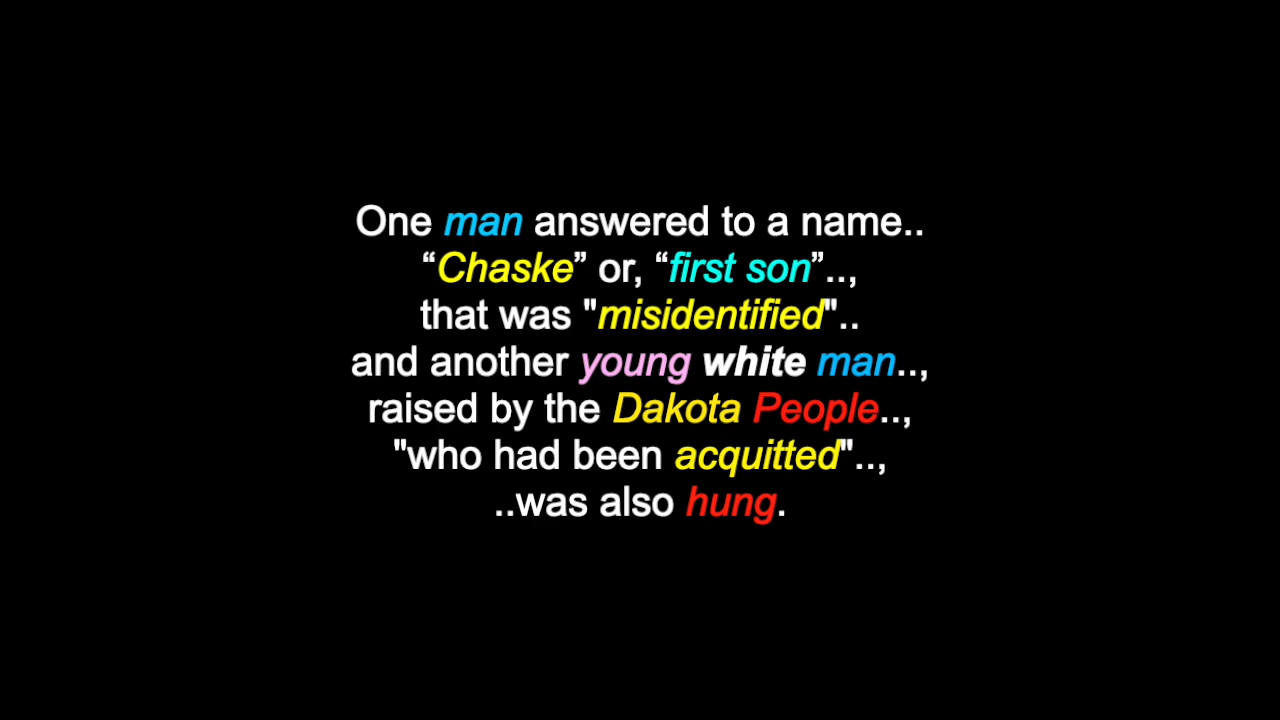 One man answered to a name..
“Chaske” or, “first son”..,
that was "misidentified"..
and another young white man..,
raised by the Dakota People..,
"who had been acquitted"..,
..was also hung.